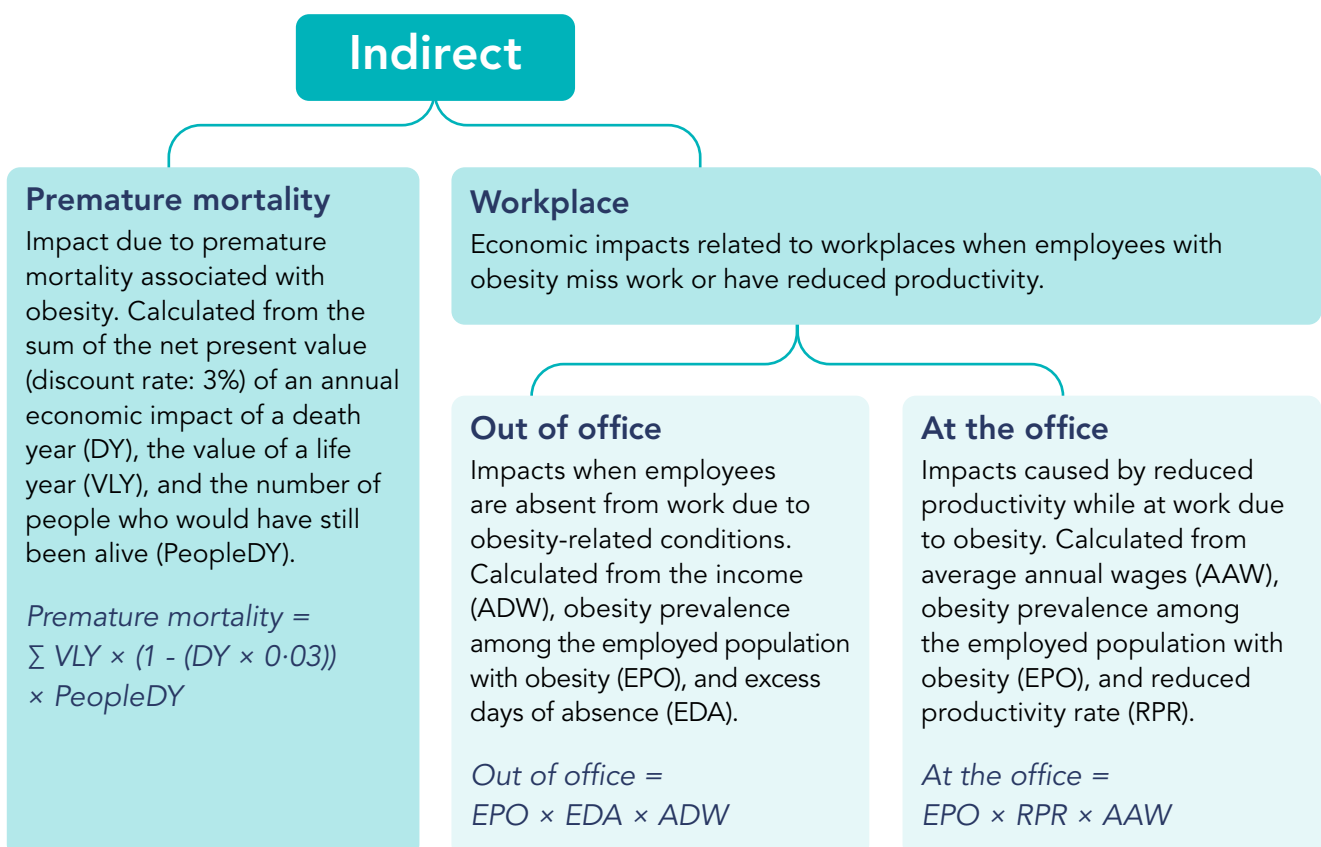 Indirect
Premature mortality
Impact due to premature
mortality associated with
obesity. Calculated from the
sum of the net present value
(discount rate: 3%) of an annual
economic impact of a death
year (DY), the value of a life
year (VLY), and the number of
people who would have still
been alive (PeopleDY).
Premature mortality =
∑ VLY × (1 - (DY × 0·03))
× PeopleDY
Workplace
Economic impacts related to workplaces when employees with
obesity miss work or have reduced productivity.
Out of office
Impacts when employees
are absent from work due to
obesity-related conditions.
Calculated from the income
(ADW), obesity prevalence
among the employed population
with obesity (EPO), and excess
days of absence (EDA).
Out of office =
EPO × EDA × ADW
At the office
Impacts caused by reduced
productivity while at work due
to obesity. Calculated from
average annual wages (AAW),
obesity prevalence among
the employed population with
obesity (EPO), and reduced
productivity rate (RPR).
At the office =
EPO × RPR × AAW